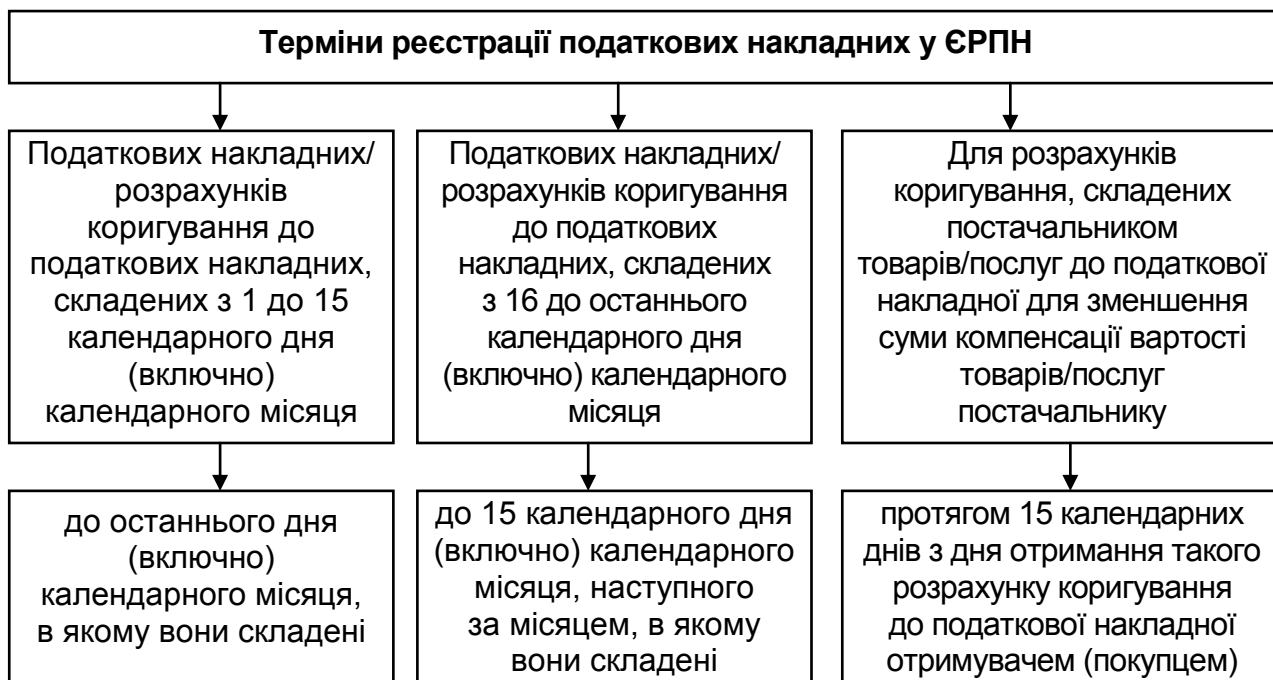 Терміни реєстрації податкових накладних у ЄРПН
Податкових накладних/
розрахунків
коригування до
податкових накладних,
складених з 1 до 15
календарного дня
(включно)
календарного місяця
Податкових накладних/
розрахунків коригування
до податкових
накладних, складених
з 16 до останнього
календарного дня
(включно) календарного
місяця
Для розрахунків
коригування, складених
постачальником
товарів/послуг до податкової
накладної для зменшення
суми компенсації вартості
товарів/послуг
постачальнику
до останнього дня
(включно)
календарного місяця,
в якому вони складені
до 15 календарного дня
(включно) календарного
місяця, наступного
за місяцем, в якому
вони складені
протягом 15 календарних
днів з дня отримання такого
розрахунку коригування
до податкової накладної
отримувачем (покупцем)